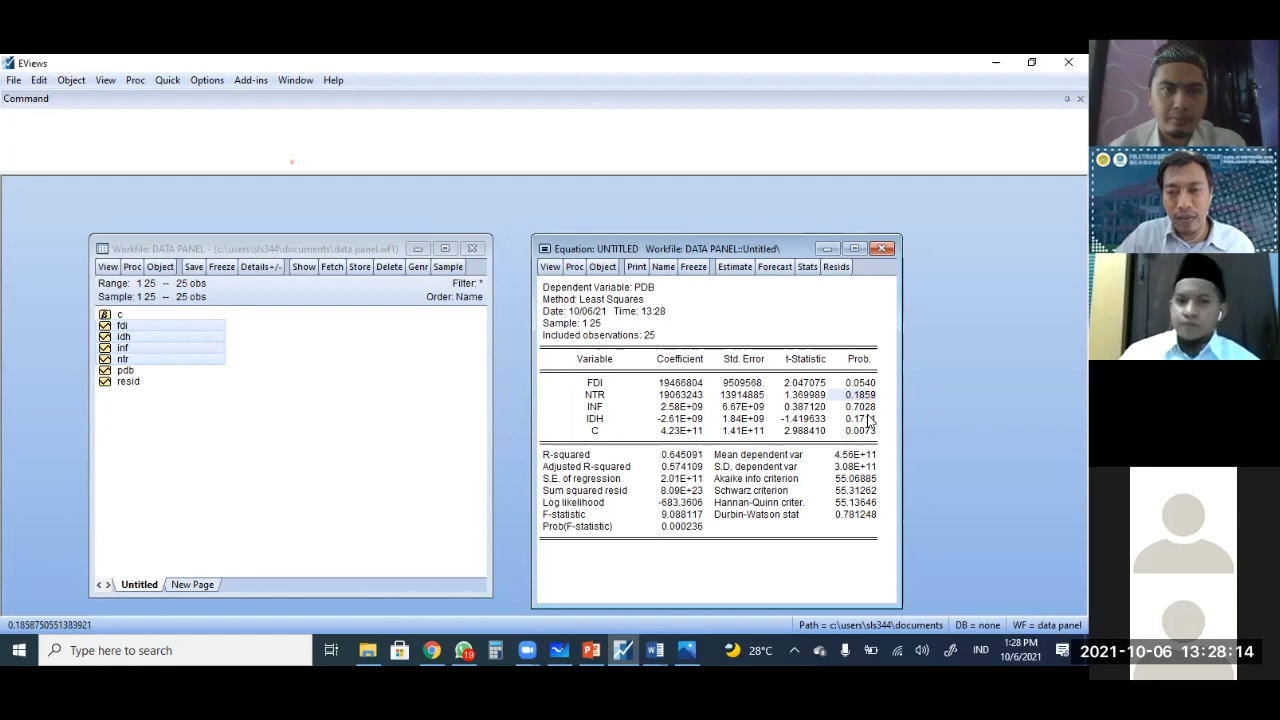 EViews
File Edit Object View Proc Quick Options Add-ins Window Help
Command
Workfile: DATA PANEL - (c:\users\sls344\documents\data panel.wf1)
View Proc Object Save Freeze Details+/- Show Fetch Store Delete Genr Sample
Range: 1 25 -- 25 obs Filter: *
Sample: 1 25 -- 25 obs Order: Name
c
fdi
idh
inf
ntr
pdb
resid
Untitled New Page
Equation: UNTITLED Workfile: DATA PANEL::Untitled\
View Proc Object Print Name Freeze Estimate Forecast Stats Resids
Dependent Variable: PDB
Method: Least Squares
Date: 10/06/21 Time: 13:28
Sample: 1 25
Included observations: 25
Variable Coefficient Std. Error t-Statistic Prob.
FDI 19466804 9509568. 2.047075 0.0540
NTR 19063243 13914885 1.369989 0.1859
INF 2.58E+09 6.67E+09 0.387120 0.7028
IDH -2.61E+09 1.84E+09 -1.419633
C 4.23E+11 1.41E+11 2.988410 0.0073
R-squared 0.645091 Mean dependent var 4.56E+11
Adjusted R-squared 0.574109 S.D. dependent var 3.08E+11
S.E. of regression 2.01E+11 Akaike info criterion 55.06885
Sum squared resid 8.09E+23 Schwarz criterion 55.31262
Log likelihood -683.3606 Hannan-Quinn criter. 55.13646
F-statistic 9.088117 Durbin-Watson stat 0.781248
Prob(F-statistic) 0.000236
0.1858750551383921 Path = c:\users\sls344\documents DB = none WF = data panel
Type here to search
19
28°C
IND
1:28 PM
10/6/2021
2021-10-06 13:28:14